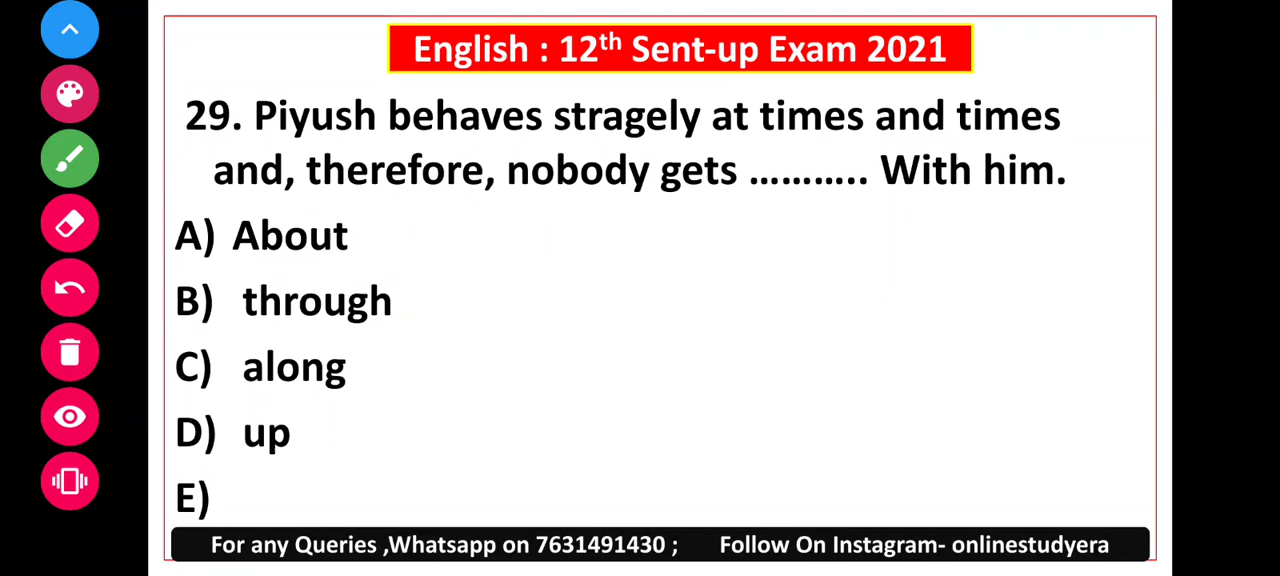 English : 12th Sent-up Exam 2021
29. Piyush behaves stragely at times and times
and, therefore, nobody gets ……….. With him.
A) About
B) through
C) along
D) up
E)
For any Queries ,Whatsapp on 7631491430 ; Follow On Instagram- onlinestudyera